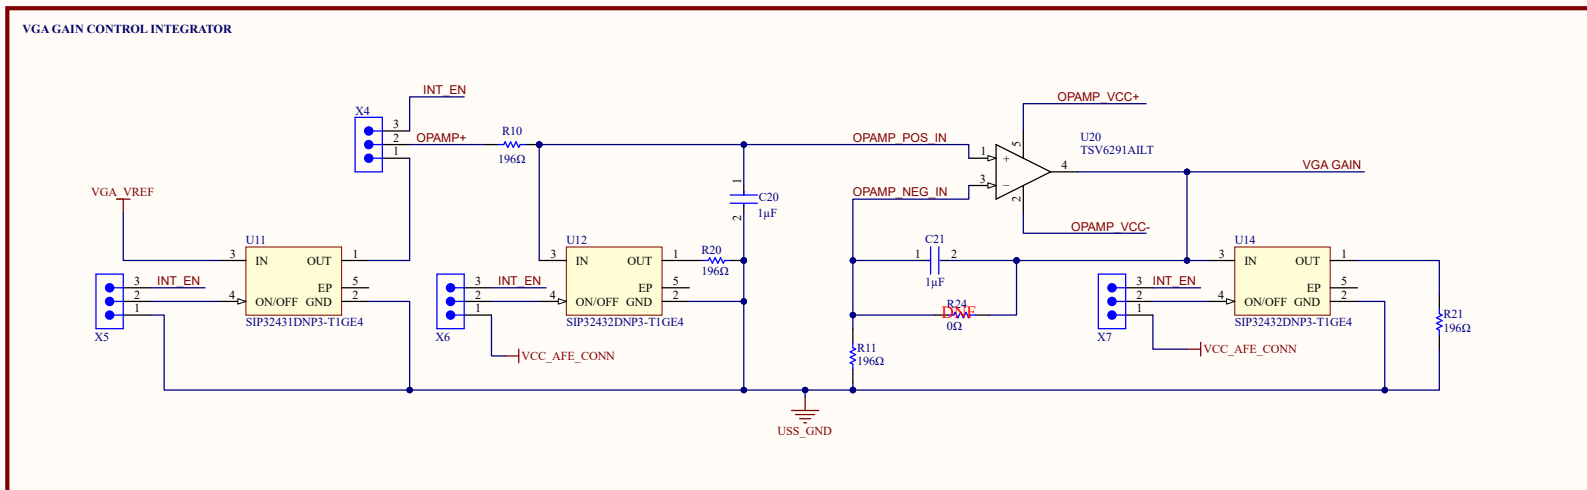 VGA GAIN CONTROL INTEGRATOR
INT_EN
X4
3
2
1
OPAMP+
R10
196Ω
OPAMP_VCC+
OPAMP_POS_IN
U20
TSV6291AILT
1
+
5
4
VGA GAIN
3
−
2
OPAMP_NEG_IN
OPAMP_VCC-
1
C20
1µF
2
VGA_VREF
U11
3
IN
OUT
1
EP
5
4
ON/OFF
GND
2
SIP32431DNP3-T1GE4
3
INT_EN
2
1
X5
U12
3
IN
OUT
1
R20
196Ω
EP
5
4
ON/OFF
GND
2
SIP32432DNP3-T1GE4
3
INT_EN
2
1
X6
VCC_AFE_CONN
C21
1
2
1µF
R24
DNF
0Ω
R11
196Ω
U14
3
IN
OUT
1
EP
5
4
ON/OFF
GND
2
SIP32432DNP3-T1GE4
3
INT_EN
2
1
X7
VCC_AFE_CONN
R21
196Ω
USS_GND